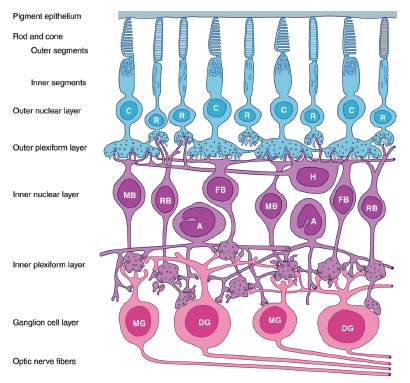 Pigment epithelium
Rod and cone
Outer segments
Inner segments
Outer nuclear layer
C R R C R C R C R
Outer plexiform layer
H
Inner nuclear layer
MB RB FB MB FB RB
A A
Inner plexiform layer
Ganglion cell layer
MG DG MG DG
Optic nerve fibers